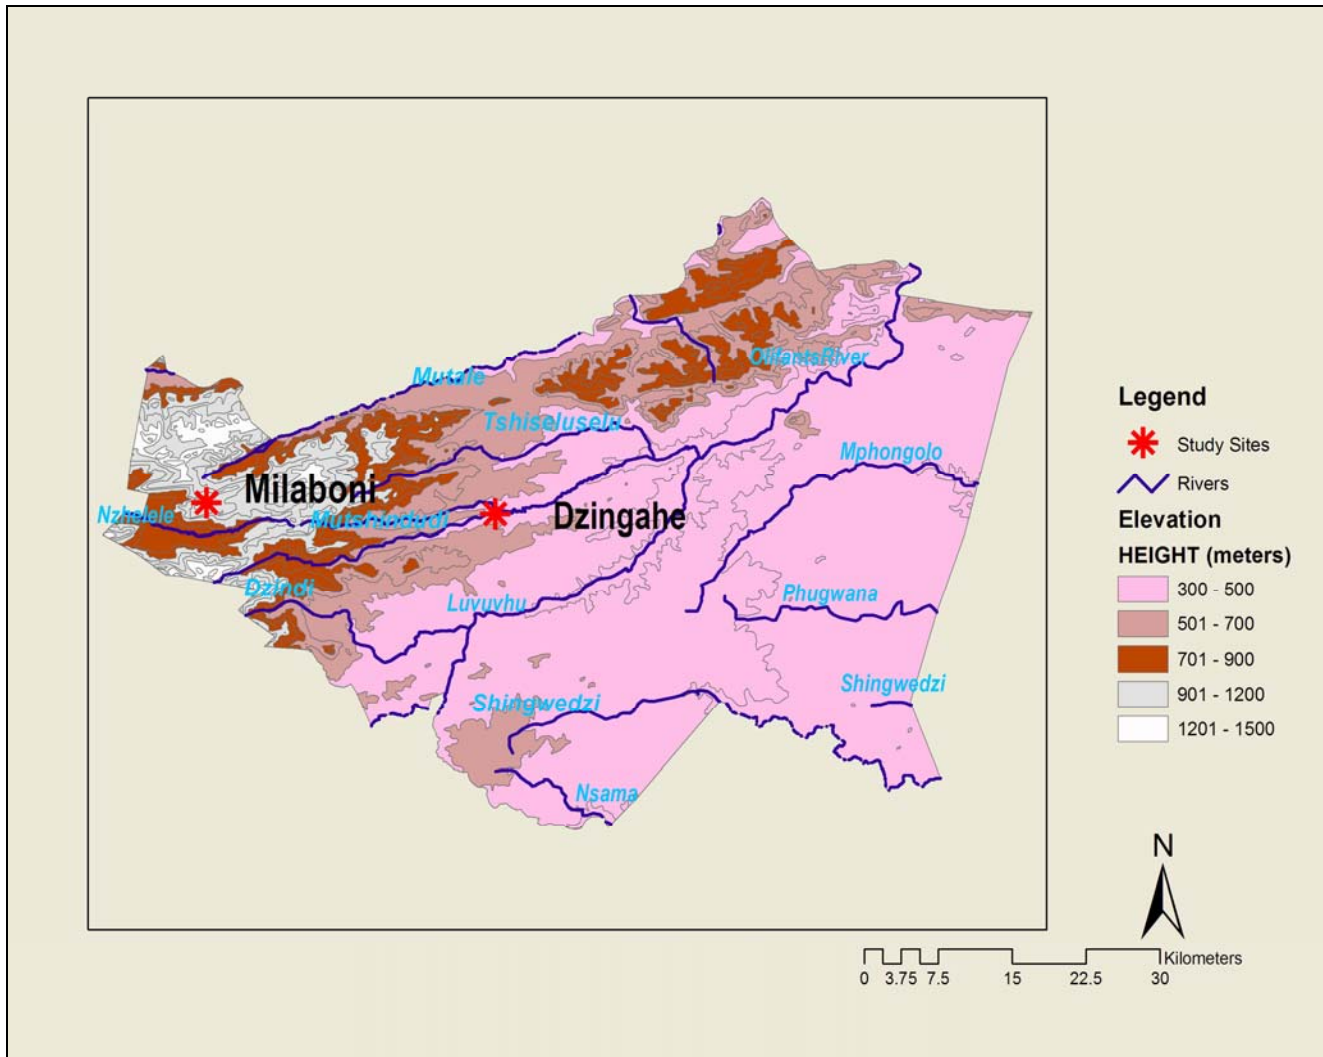 OlifantsRiver
Mutale
Tshiseluselu
Mphongolo
Milaboni
Nzhelele
Mutshindudi
Dzingahe
Dzindi
Luvuvhu
Phugwana
Shingwedzi
Shingwedzi
Nsama
Legend
Study Sites
Rivers
Elevation
HEIGHT (meters)
300 - 500
501 - 700
701 - 900
901 - 1200
1201 - 1500
N
Kilometers
0 3.75 7.5 15 22.5 30